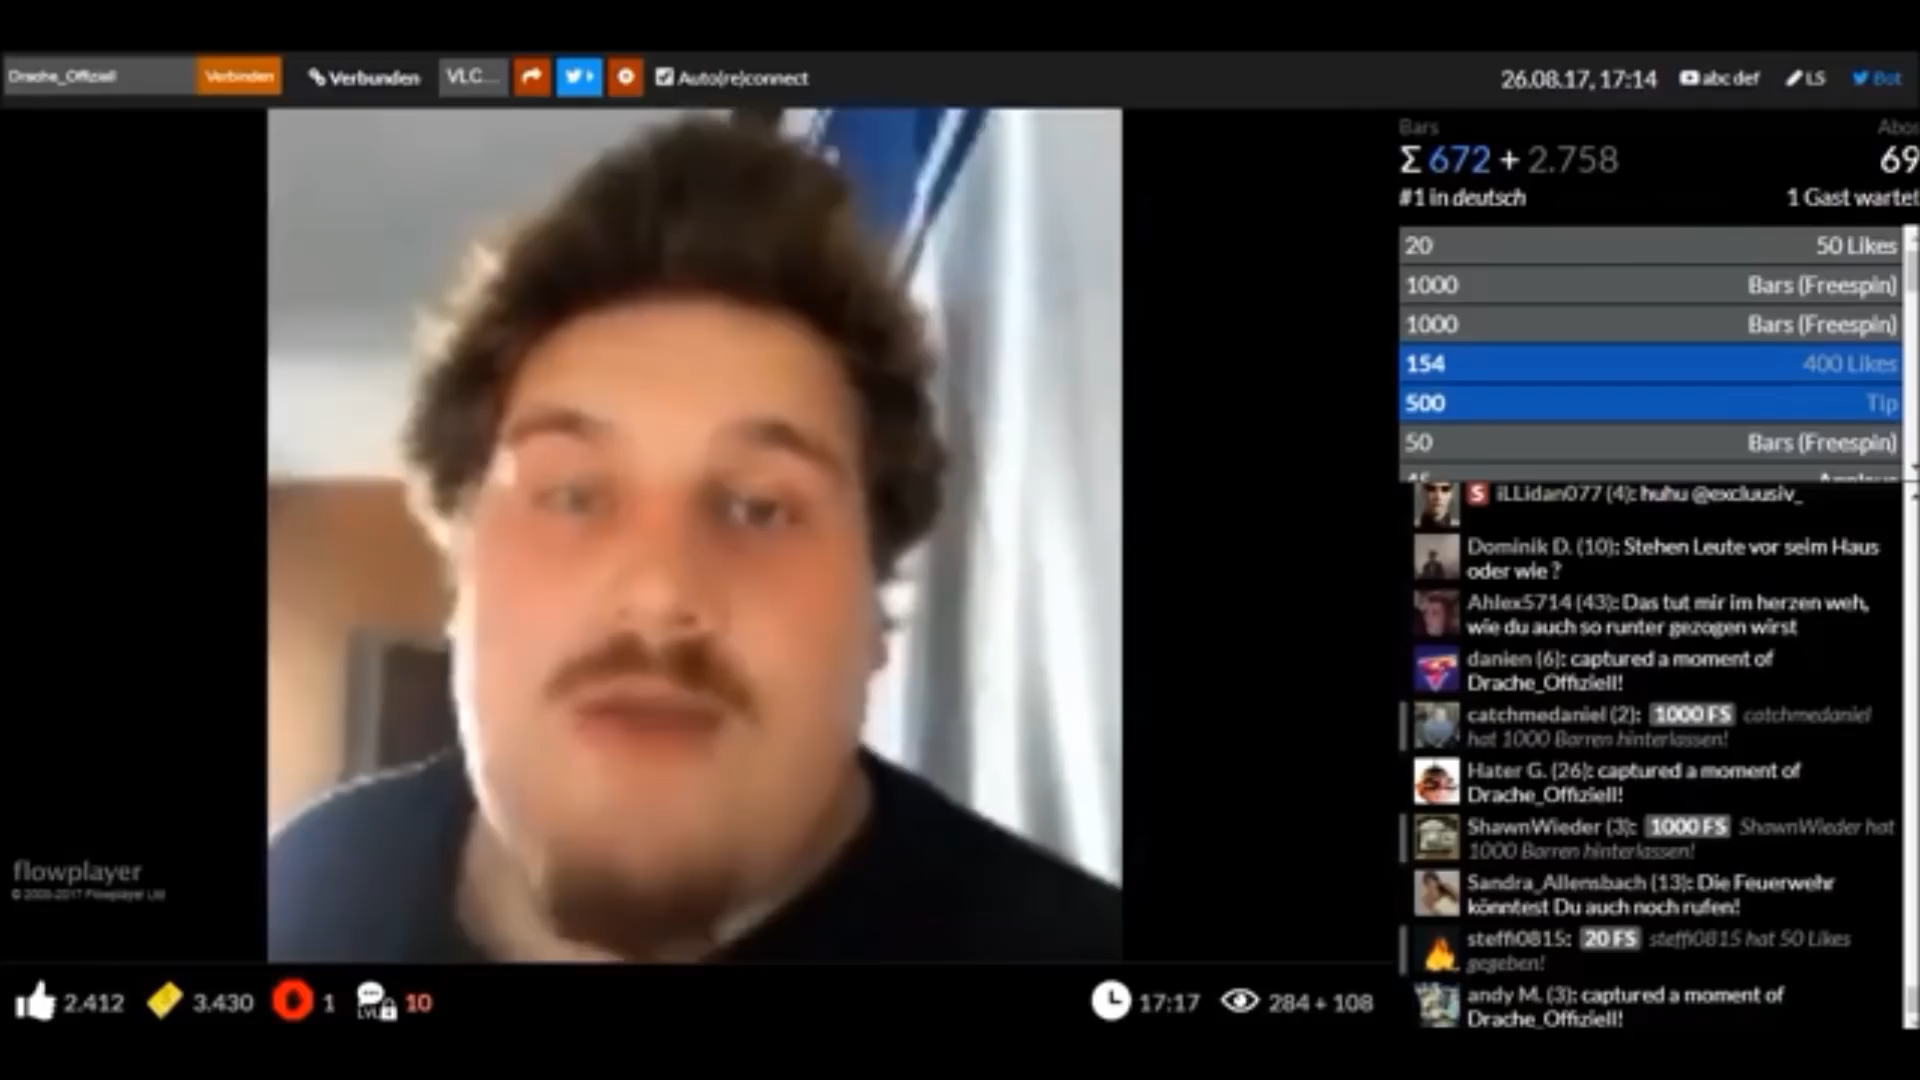 Drache_Offiziell
Verbinden
Verbunden
VLC...
Auto(re)connect
26.08.17, 17:14
abc def
LS
Bot
Bars
Abos
Σ 672 + 2.758
69
#1 in deutsch
1 Gast wartet
20 50 Likes
1000 Bars (Freespin)
1000 Bars (Freespin)
154 400 Likes
500 Tip
50 Bars (Freespin)
S iLLidan077 (4): huhu @excluusiv_
Dominik D. (10): Stehen Leute vor seim Haus
oder wie ?
Ahlex5714 (43): Das tut mir im herzen weh,
wie du auch so runter gezogen wirst
danien (6): captured a moment of
Drache_Offiziell!
catchmedaniel (2): 1000 FS catchmedaniel
hat 1000 Barren hinterlassen!
Hater G. (26): captured a moment of
Drache_Offiziell!
ShawnWieder (3): 1000 FS ShawnWieder hat
1000 Barren hinterlassen!
Sandra_Allensbach (13): Die Feuerwehr
könntest Du auch noch rufen!
steffi0815: 20 FS steffi0815 hat 50 Likes
gegeben!
andy M. (3): captured a moment of
Drache_Offiziell!
flowplayer
© 2005-2017 Flowplayer Ltd
2.412
3.430
1
LVL
10
17:17
284 + 108